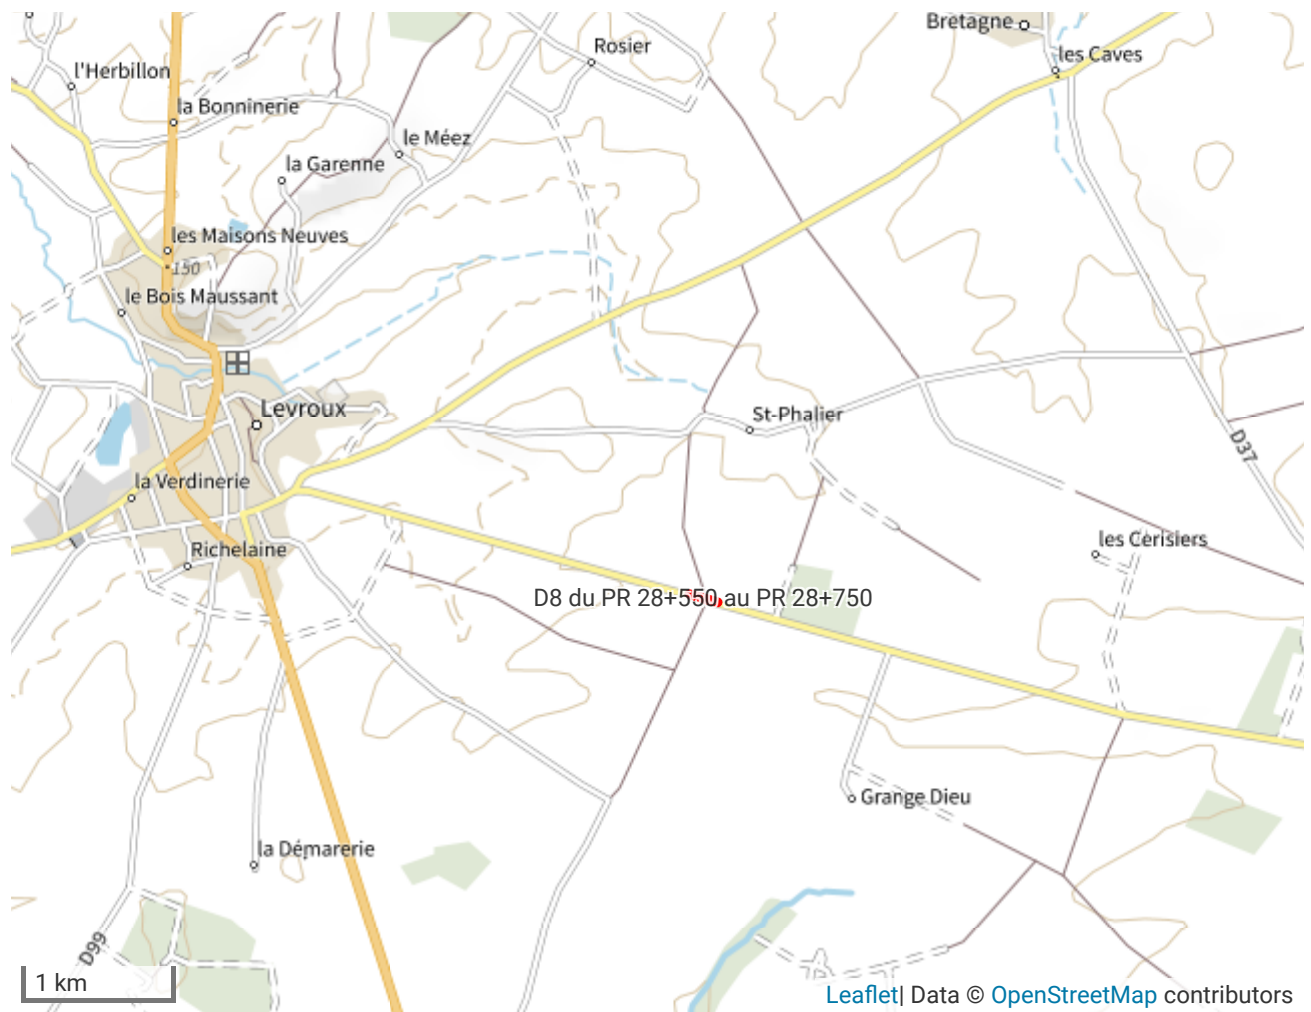 Bretagne
les Caves
Rosier
l'Herbillon
la Bonninerie
le Méez
la Garenne
les Maisons Neuves
150
le Bois Maussant
Levroux
St-Phalier
D37
la Verdinerie
les Cerisiers
Richelaine
D8 du PR 28+550 au PR 28+750
Grange Dieu
la Démarerie
D99
1 km
Leaflet | Data © OpenStreetMap contributors